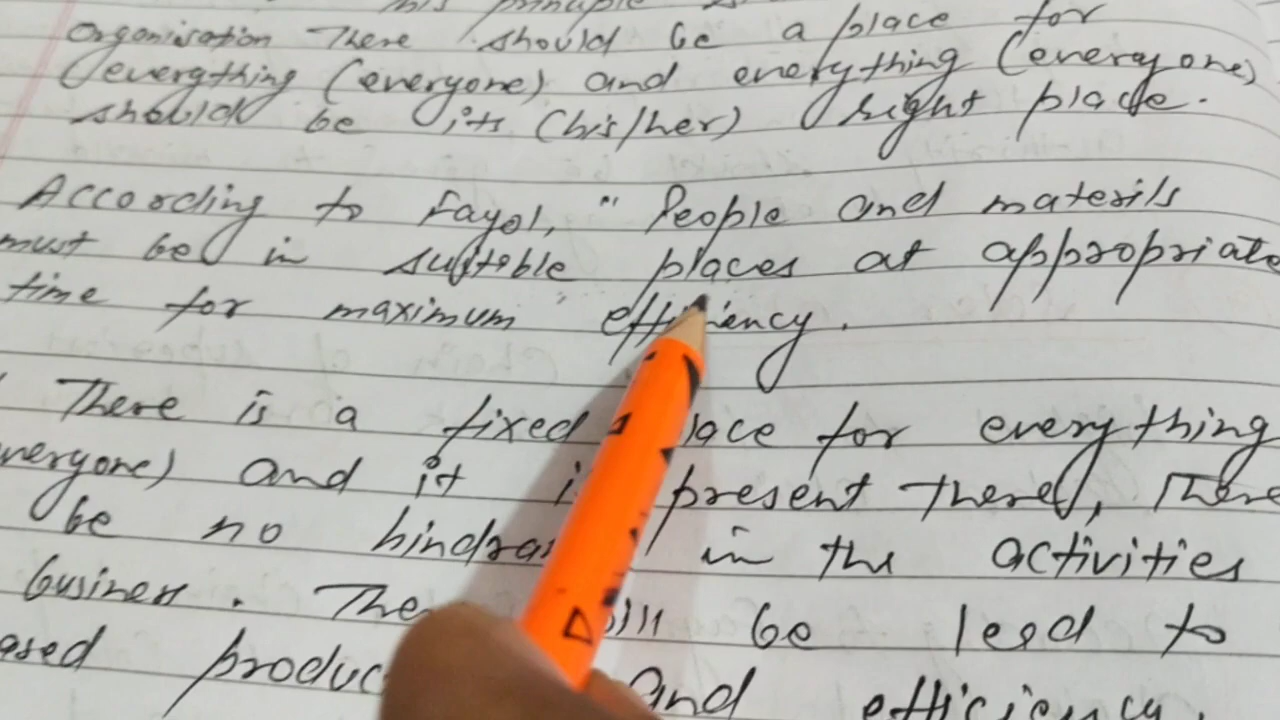 Organisation There should be a place for
everything (everyone) and everything (everyone)
should be its (his/her) right place.
According to Fayol, " People and materils
must be in suitable places at appropriate
time for maximum efficiency.
There is a fixed place for everything
and it present there, There
be no in the activities
business. be lead to
and efficiency.